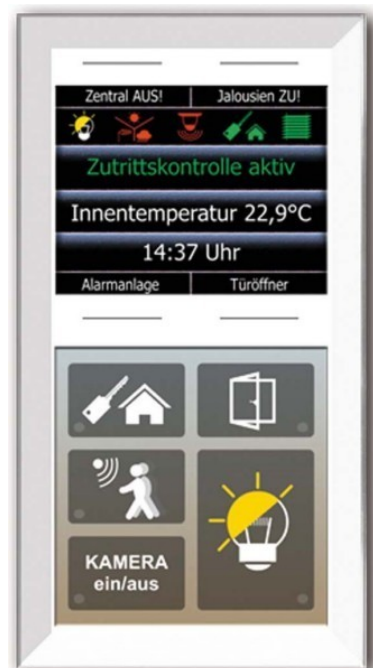 Zentral AUS!
Jalousien ZU!
Zutrittskontrolle aktiv
Innentemperatur 22,9°C
14:37 Uhr
Alarmanlage
Türöffner
KAMERA
ein/aus